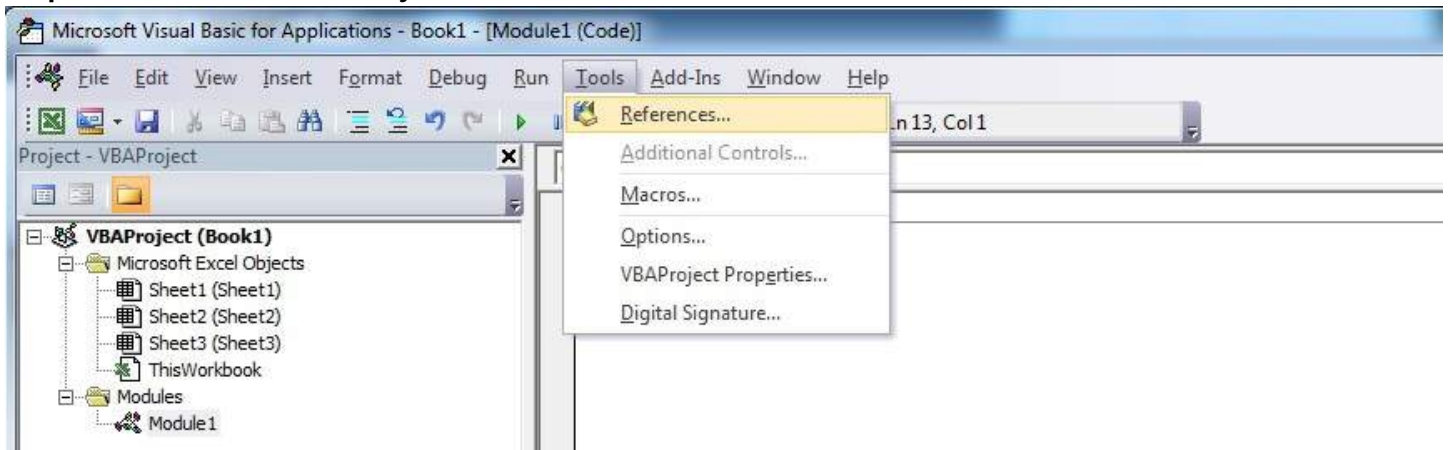 Microsoft Visual Basic for Applications - Book1 - [Module1 (Code)]
File Edit View Insert Format Debug Run Tools Add-Ins Window Help
References...
n 13, Col 1
Project - VBAProject
Additional Controls...
Macros...
Options...
VBAProject Properties...
Digital Signature...
VBAProject (Book1)
Microsoft Excel Objects
Sheet1 (Sheet1)
Sheet2 (Sheet2)
Sheet3 (Sheet3)
ThisWorkbook
Modules
Module1